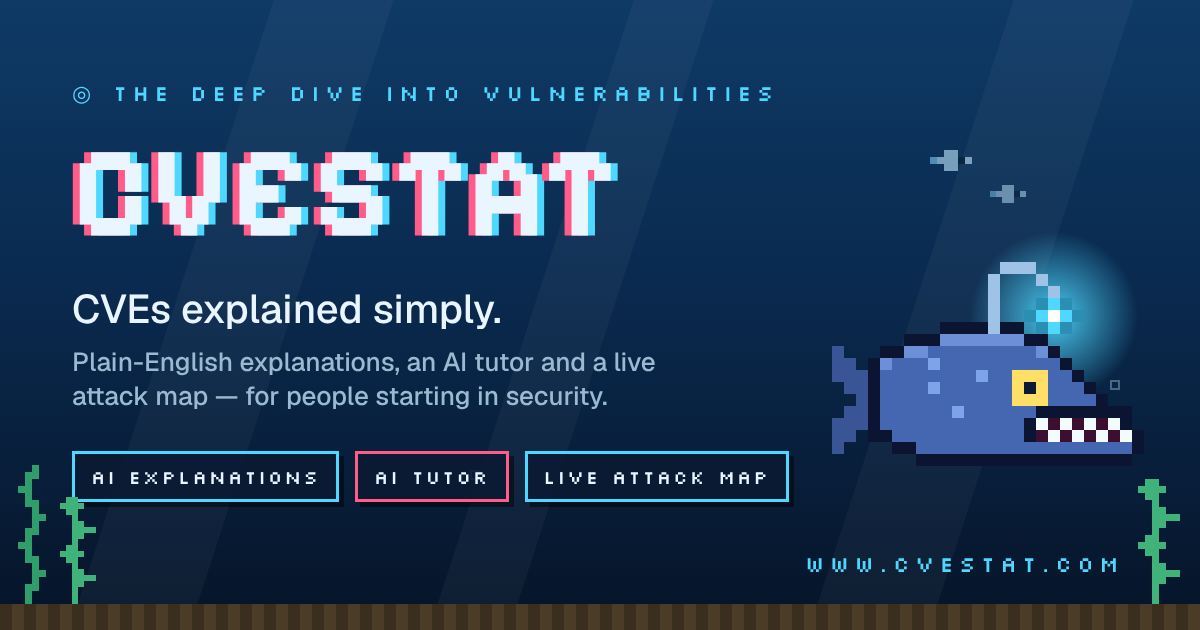 ◎ THE DEEP DIVE INTO VULNERABILITIES
CVESTAT
CVEs explained simply.
Plain-English explanations, an AI tutor and a live
attack map — for people starting in security.
AI EXPLANATIONS
AI TUTOR
LIVE ATTACK MAP
WWW.CVESTAT.COM